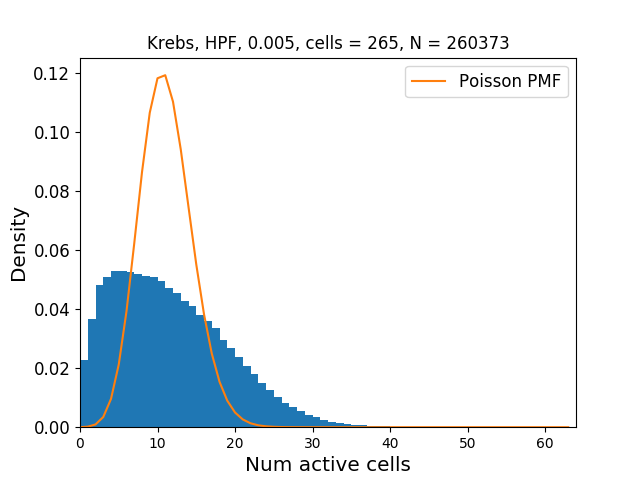 Krebs, HPF, 0.005, cells = 265, N = 260373
Poisson PMF
Density
0.12
0.10
0.08
0.06
0.04
0.02
0.00
0 10 20 30 40 50 60
Num active cells